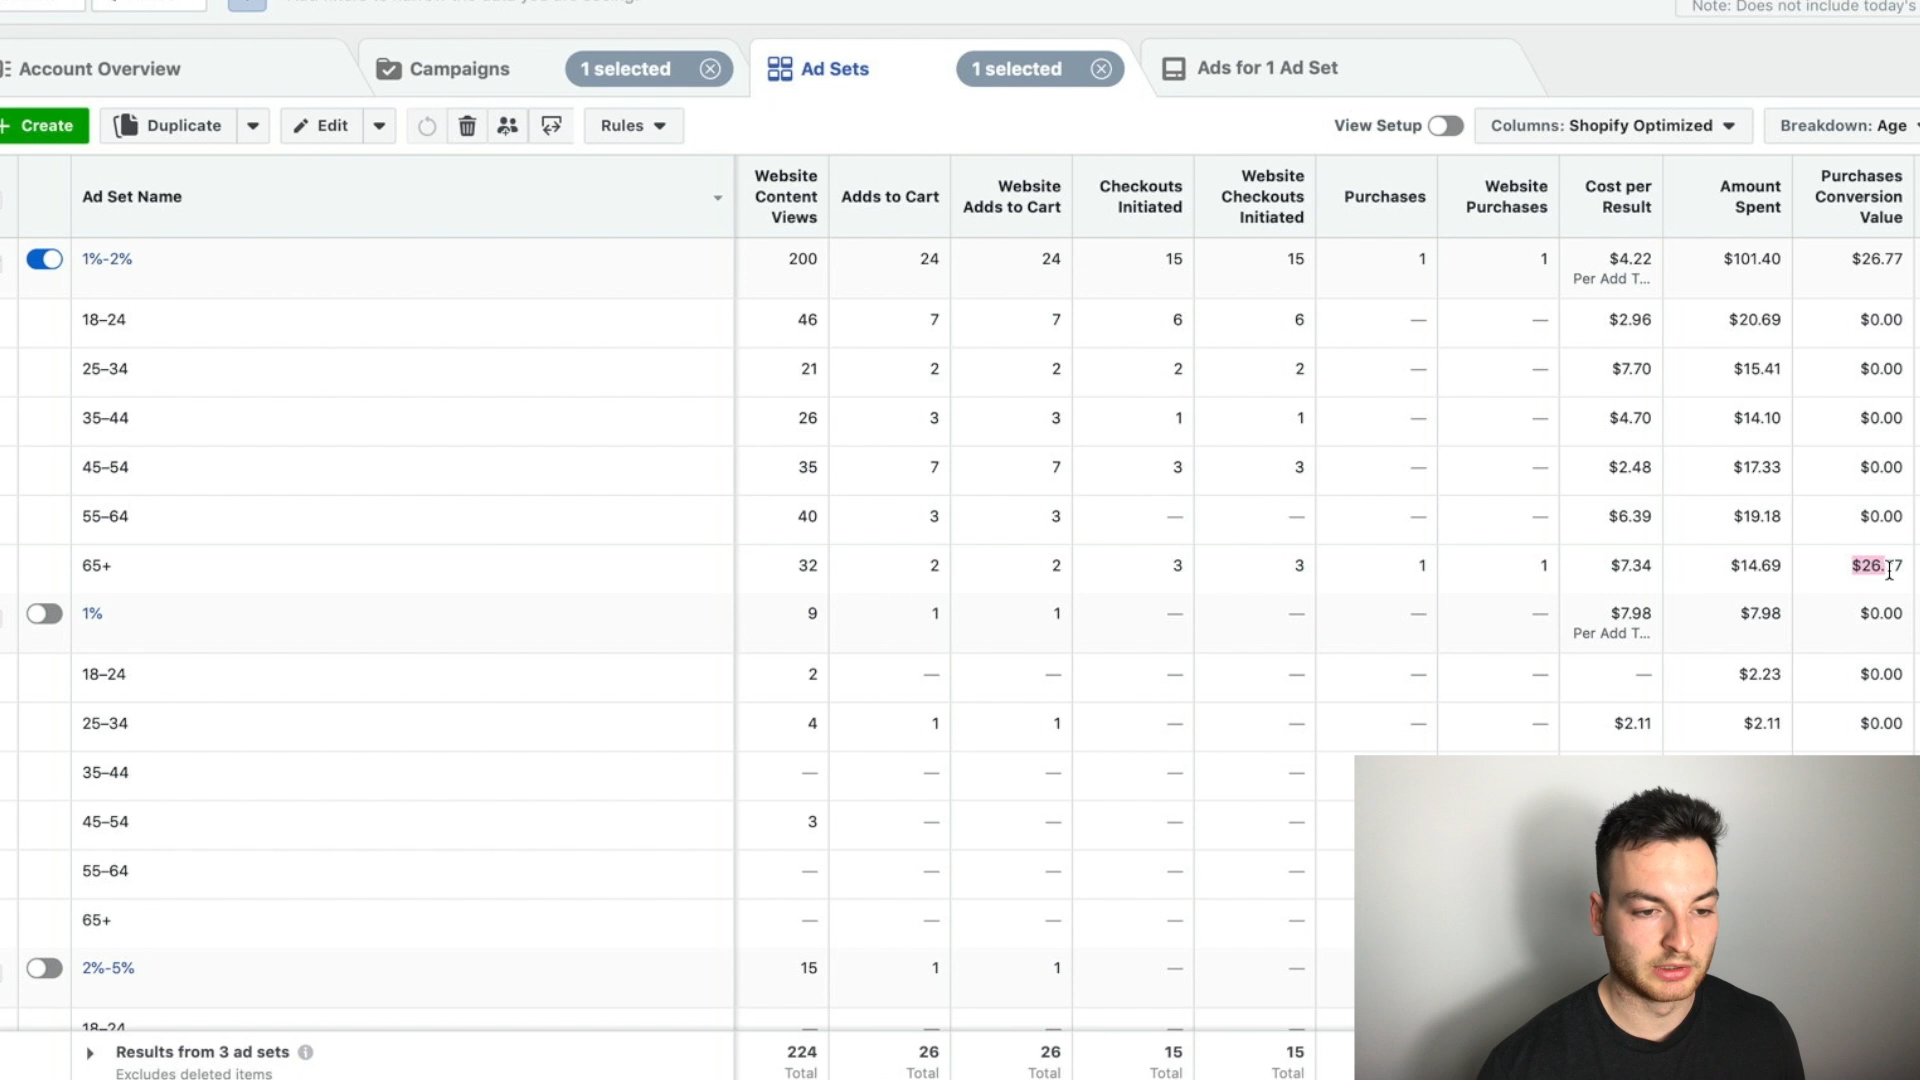 Note: Does not include today's
Account Overview
Campaigns
1 selected
Ad Sets
1 selected
Ads for 1 Ad Set
+ Create
Duplicate
Edit
Rules
View Setup
Columns: Shopify Optimized
Breakdown: Age
Ad Set Name
Website Content Views
Adds to Cart
Website Adds to Cart
Checkouts Initiated
Website Checkouts Initiated
Purchases
Website Purchases
Cost per Result
Amount Spent
Purchases Conversion Value
1%-2% 200 24 24 15 15 1 1 $4.22 $101.40 $26.77
Per Add T...
18–24 46 7 7 6 6 — — $2.96 $20.69 $0.00
25–34 21 2 2 2 2 — — $7.70 $15.41 $0.00
35–44 26 3 3 1 1 — — $4.70 $14.10 $0.00
45–54 35 7 7 3 3 — — $2.48 $17.33 $0.00
55–64 40 3 3 — — — — $6.39 $19.18 $0.00
65+ 32 2 2 3 3 1 1 $7.34 $14.69 $26.77
1% 9 1 1 — — — — $7.98 $7.98 $0.00
Per Add T...
18–24 2 — — — — — — — $2.23 $0.00
25–34 4 1 1 — — — — $2.11 $2.11 $0.00
35–44 — — — — —
45–54 3 — — — —
55–64 — — — — —
65+ — — — — —
2%-5% 15 1 1 — —
18–24 — — — — —
Results from 3 ad sets 224 26 26 15 15
Excludes deleted items Total Total Total Total Total